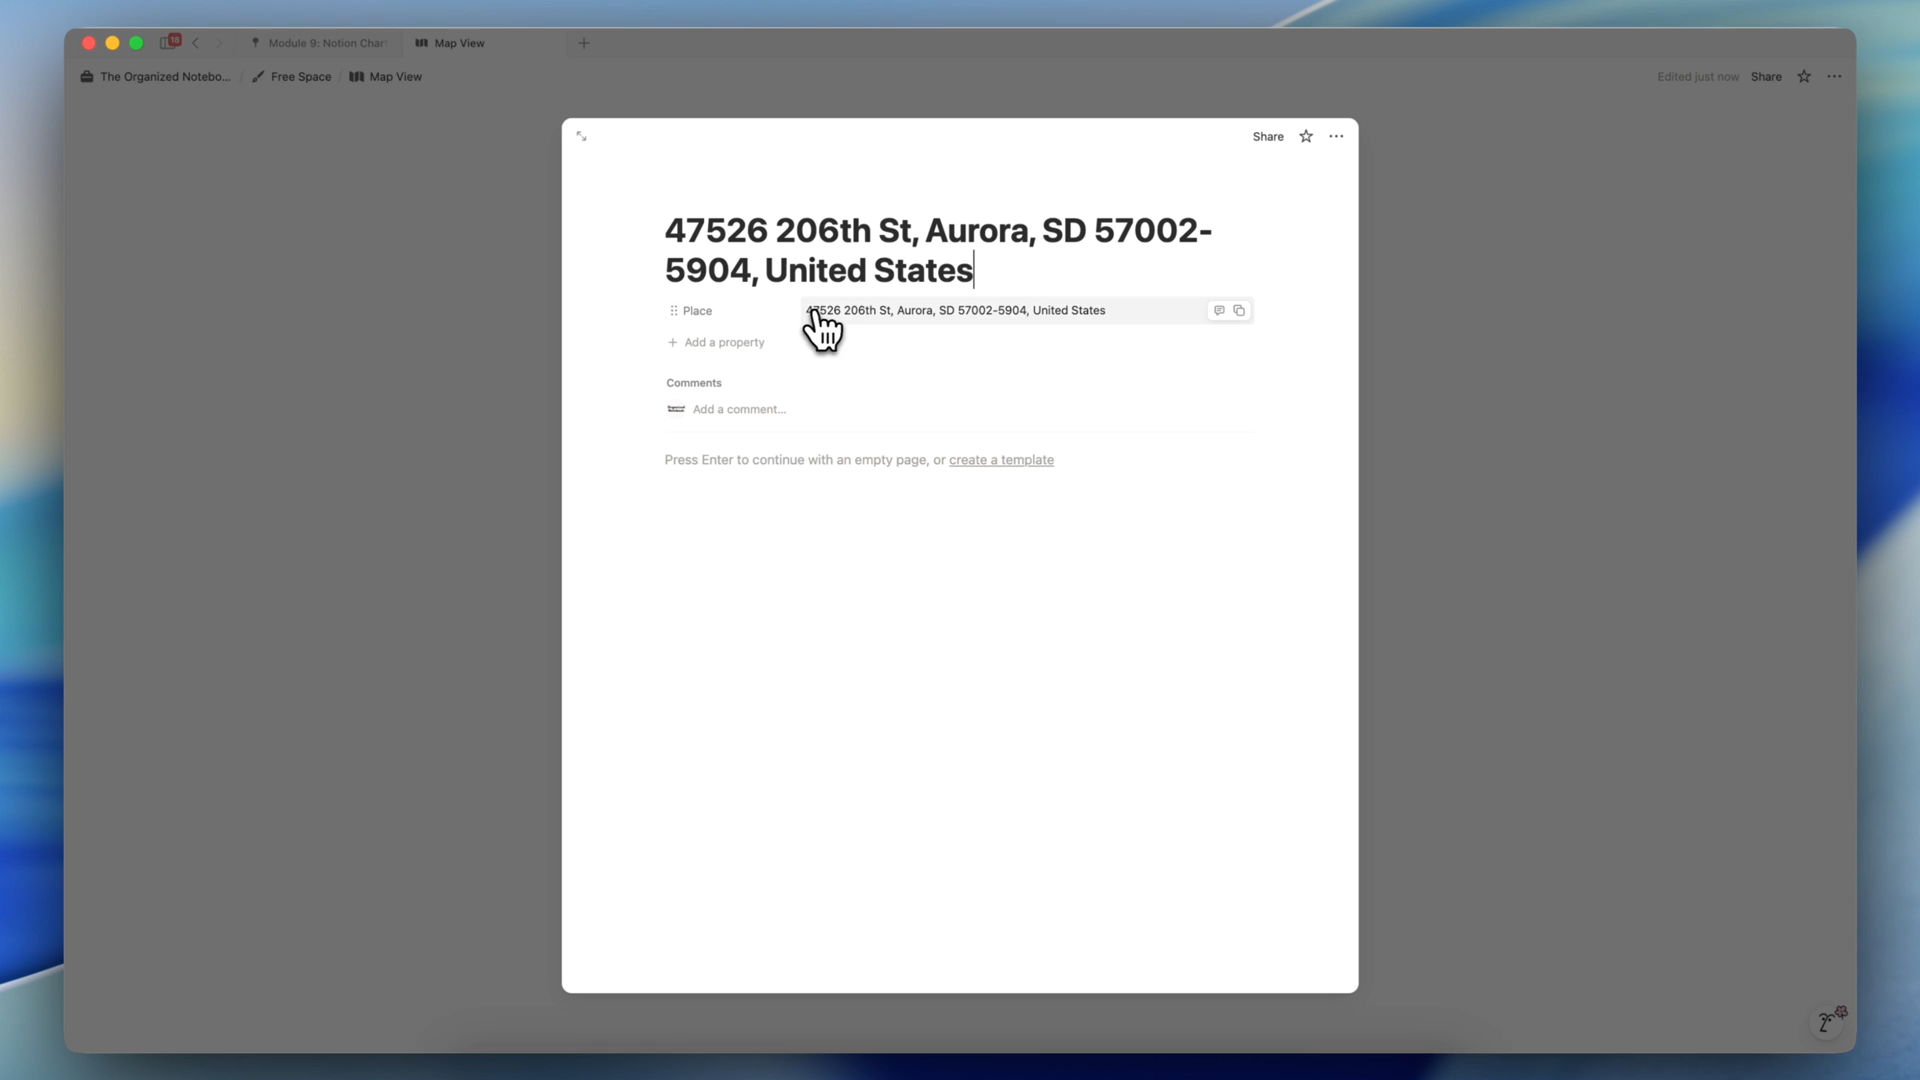 18
Module 9: Notion Char
Map View
The Organized Notebo... / Free Space / Map View
Edited just now Share
Share
47526 206th St, Aurora, SD 57002-
5904, United States
Place 47526 206th St, Aurora, SD 57002-5904, United States
Add a property
Comments
Add a comment...
Press Enter to continue with an empty page, or create a template